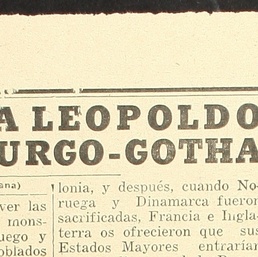 A LEOPOLDO
URGO-GOTHA
ana)
ver las
mons-
uego y
oblados
lonia, y después, cuando No-
ruega y Dinamarca fueron
sacrificadas, Francia e Ingla-
terra os ofrecieron que sus
Estados Mayores entrarían